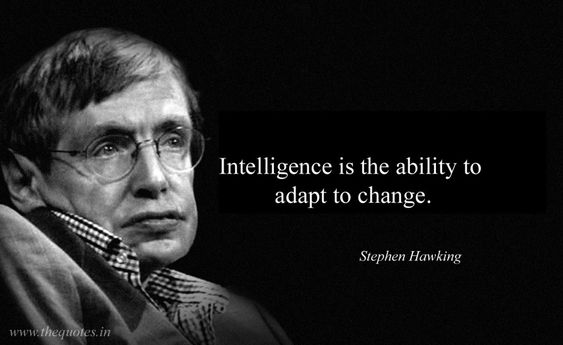 Intelligence is the ability to
adapt to change.
Stephen Hawking
www.thequotes.in